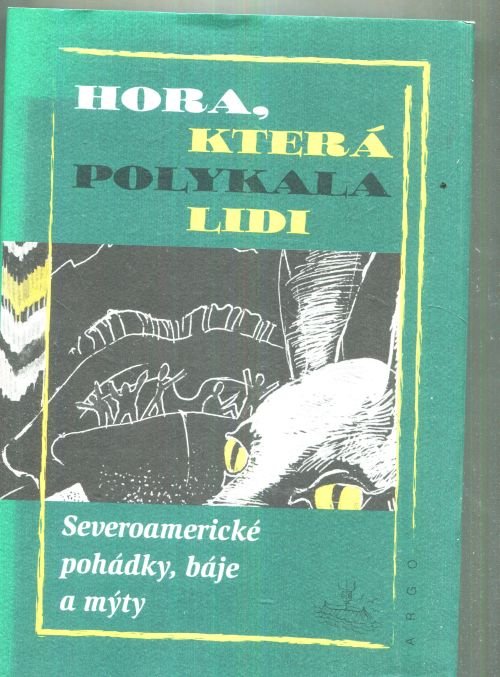 HORA,
KTERÁ
POLYKALA
LIDI
Severoamerické
pohádky, báje
a mýty
ARGO